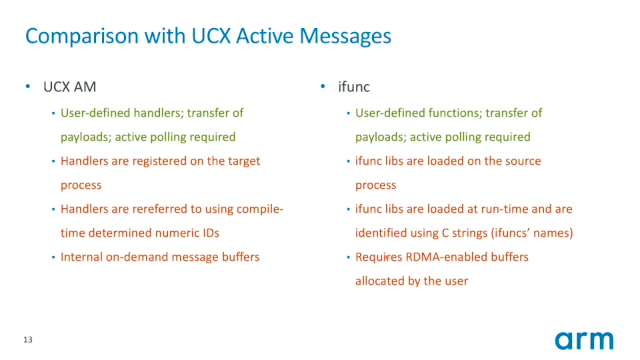 Comparison with UCX Active Messages
• UCX AM
• User-defined handlers; transfer of
payloads; active polling required
• Handlers are registered on the target
process
• Handlers are rereferred to using compile-
time determined numeric IDs
• Internal on-demand message buffers
• ifunc
• User-defined functions; transfer of
payloads; active polling required
• ifunc libs are loaded on the source
process
• ifunc libs are loaded at run-time and are
identified using C strings (ifuncs' names)
• Requires RDMA-enabled buffers
allocated by the user
13
arm